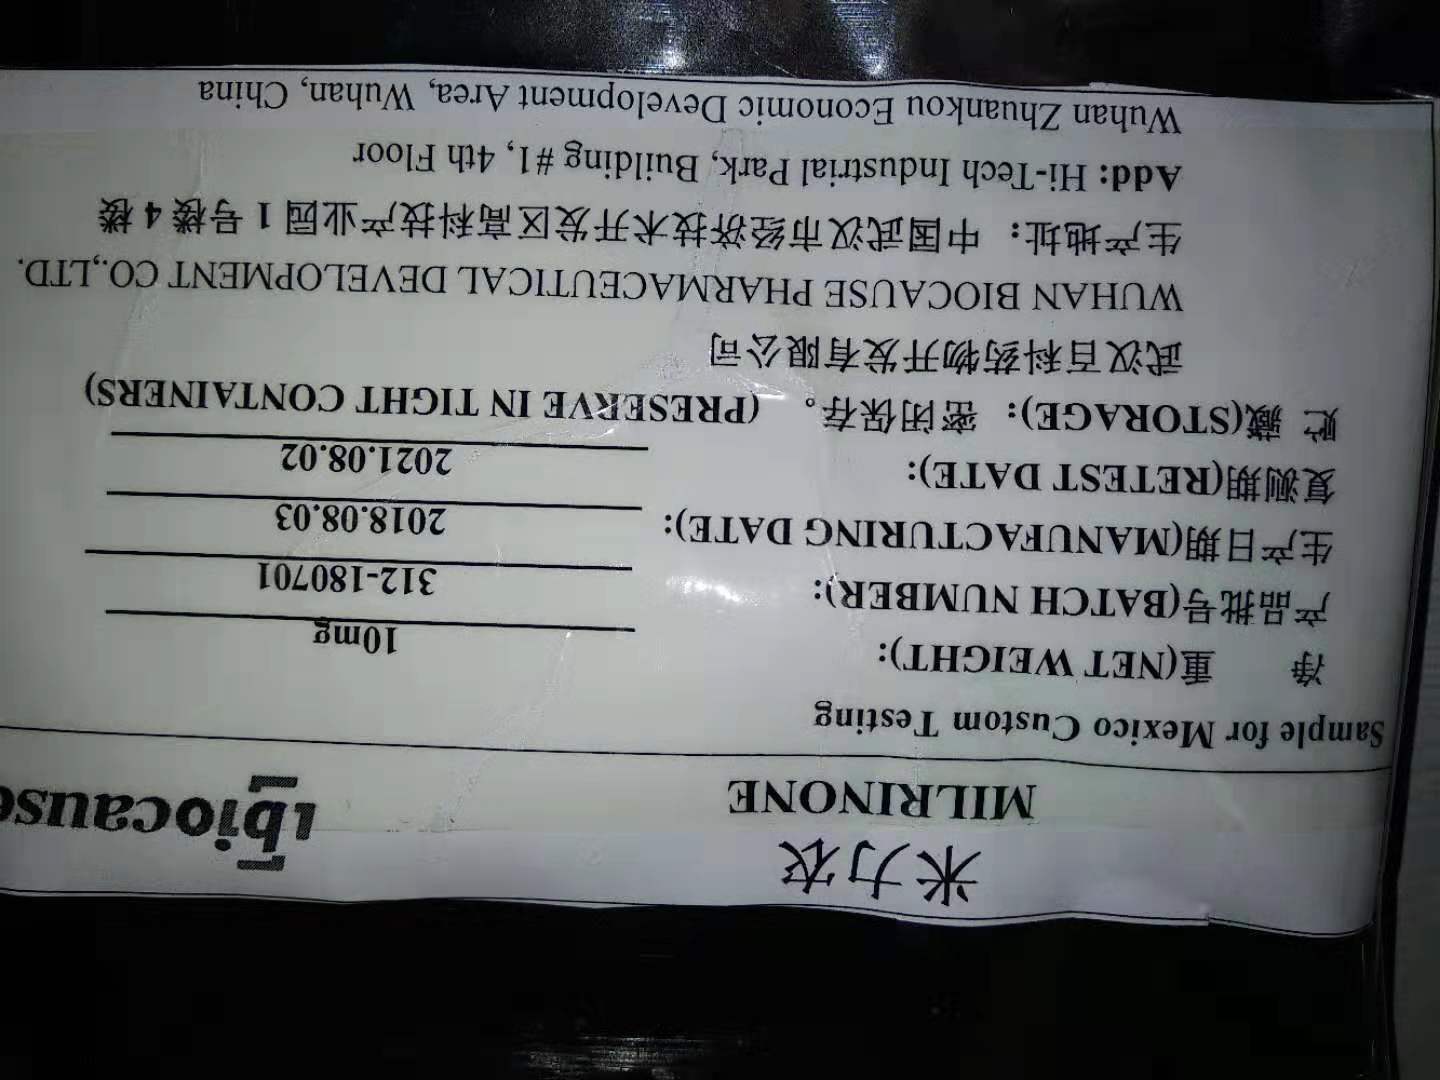 米力农
MILRINONE
biocause
Sample for Mexico Custom Testing
净 重(NET WEIGHT): 10mg
产品批号(BATCH NUMBER): 312-180701
生产日期(MANUFACTURING DATE): 2018.08.03
复测期(RETEST DATE): 2021.08.02
贮 藏(STORAGE): 密闭保存。 (PRESERVE IN TIGHT CONTAINERS)
武汉百科药物开发有限公司
WUHAN BIOCAUSE PHARMACEUTICAL DEVELOPMENT CO.,LTD.
生产地址: 中国武汉市经济技术开发区高科技产业园 1 号楼 4 楼
Add: Hi-Tech Industrial Park, Building #1, 4th Floor
Wuhan Zhuankou Economic Development Area, Wuhan, China